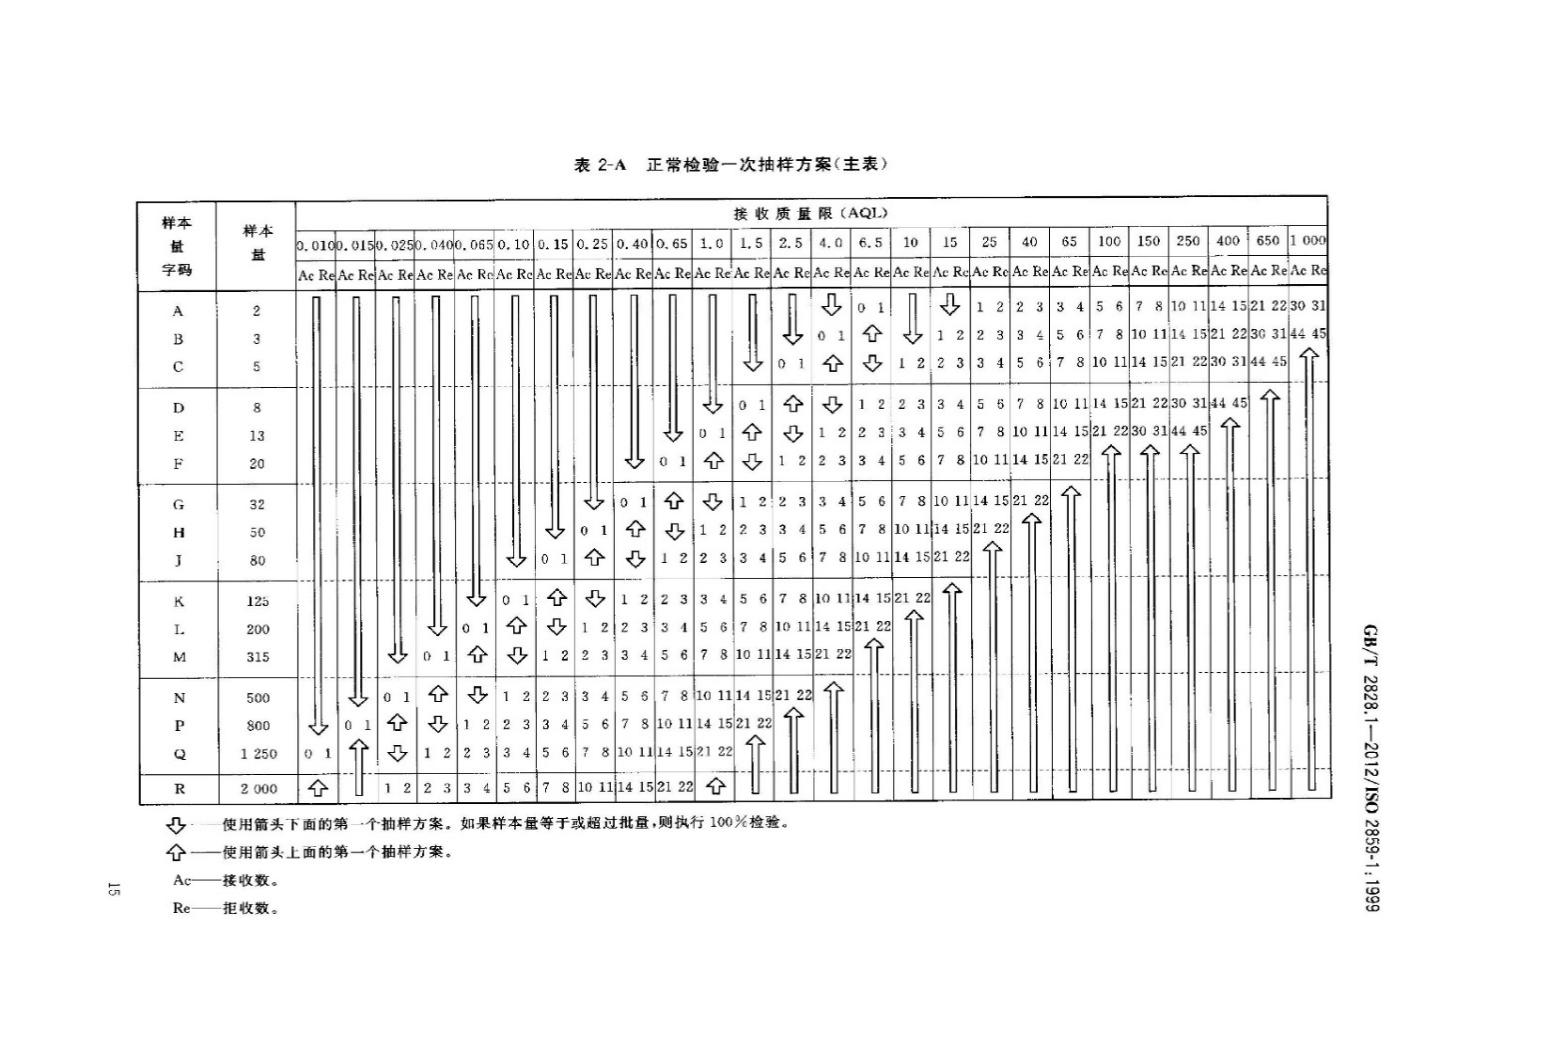 表 2-A 正常检验一次抽样方案(主表)
样本量字码 样本量 接收质量限(AQL)
0.010 0.015 0.025 0.040 0.065 0.10 0.15 0.25 0.40 0.65 1.0 1.5 2.5 4.0 6.5 10 15 25 40 65 100 150 250 400 650 1 000
Ac Re Ac Re Ac Re Ac Re Ac Re Ac Re Ac Re Ac Re Ac Re Ac Re Ac Re Ac Re Ac Re Ac Re Ac Re Ac Re Ac Re Ac Re Ac Re Ac Re Ac Re Ac Re Ac Re Ac Re Ac Re Ac Re
A 2 0 1 1 2 2 3 3 4 5 6 7 8 10 11 14 15 21 22 30 31
B 3 0 1 1 2 2 3 3 4 5 6 7 8 10 11 14 15 21 22 30 31 44 45
C 5 0 1 1 2 2 3 3 4 5 6 7 8 10 11 14 15 21 22 30 31 44 45
D 8 0 1 1 2 2 3 3 4 5 6 7 8 10 11 14 15 21 22 30 31 44 45
E 13 0 1 1 2 2 3 3 4 5 6 7 8 10 11 14 15 21 22 30 31 44 45
F 20 0 1 1 2 2 3 3 4 5 6 7 8 10 11 14 15 21 22
G 32 0 1 1 2 2 3 3 4 5 6 7 8 10 11 14 15 21 22
H 50 0 1 1 2 2 3 3 4 5 6 7 8 10 11 14 15 21 22
J 80 0 1 1 2 2 3 3 4 5 6 7 8 10 11 14 15 21 22
K 125 0 1 1 2 2 3 3 4 5 6 7 8 10 11 14 15 21 22
L 200 0 1 1 2 2 3 3 4 5 6 7 8 10 11 14 15 21 22
M 315 0 1 1 2 2 3 3 4 5 6 7 8 10 11 14 15 21 22
N 500 0 1 1 2 2 3 3 4 5 6 7 8 10 11 14 15 21 22
P 800 0 1 1 2 2 3 3 4 5 6 7 8 10 11 14 15 21 22
Q 1 250 0 1 1 2 2 3 3 4 5 6 7 8 10 11 14 15 21 22
R 2 000 1 2 2 3 3 4 5 6 7 8 10 11 14 15 21 22
⇩——使用箭头下面的第一个抽样方案。如果样本量等于或超过批量,则执行 100%检验。
⇧——使用箭头上面的第一个抽样方案。
Ac——接收数。
Re——拒收数。
15
GB/T 2828.1—2012/ISO 2859-1:1999